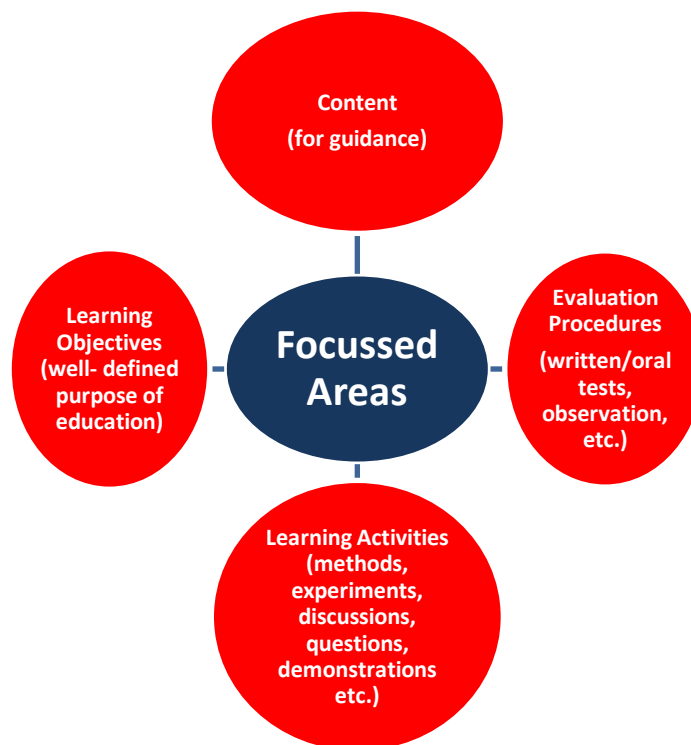 Content
(for guidance)
Learning
Objectives
(well- defined
purpose of
education)
Focussed
Areas
Evaluation
Procedures
(written/oral
tests,
observation,
etc.)
Learning Activities
(methods,
experiments,
discussions,
questions,
demonstrations
etc.)